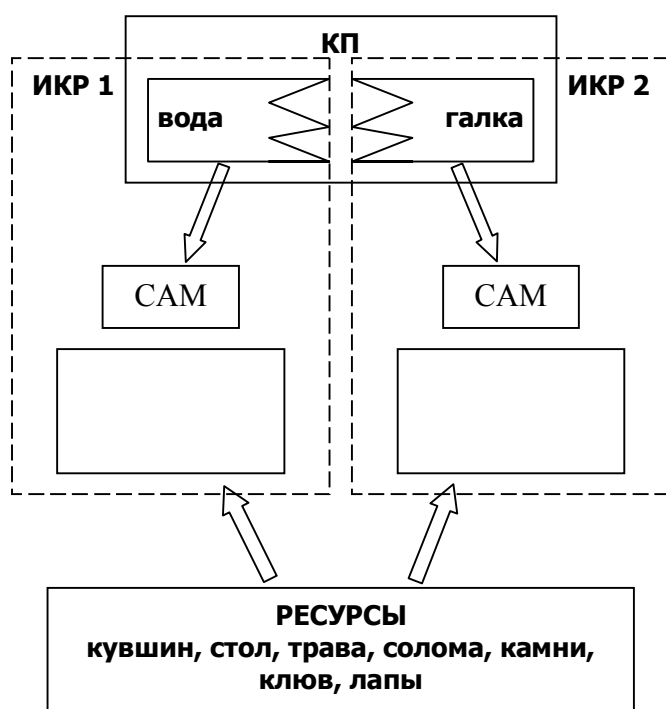 КП
ИКР 1
ИКР 2
вода
галка
САМ
САМ
РЕСУРСЫ
кувшин, стол, трава, солома, камни,
клюв, лапы